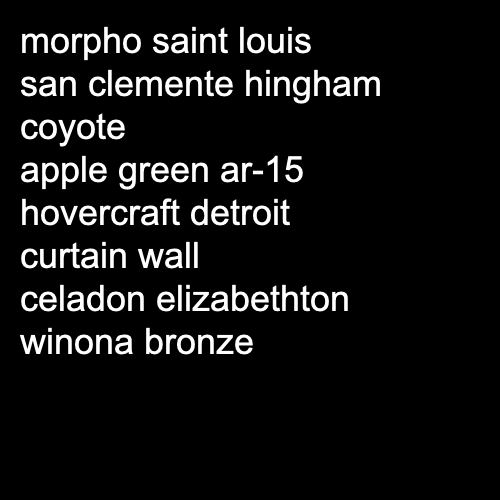 morpho saint louis
san clemente hingham
coyote
apple green ar-15
hovercraft detroit
curtain wall
celadon elizabethton
winona bronze